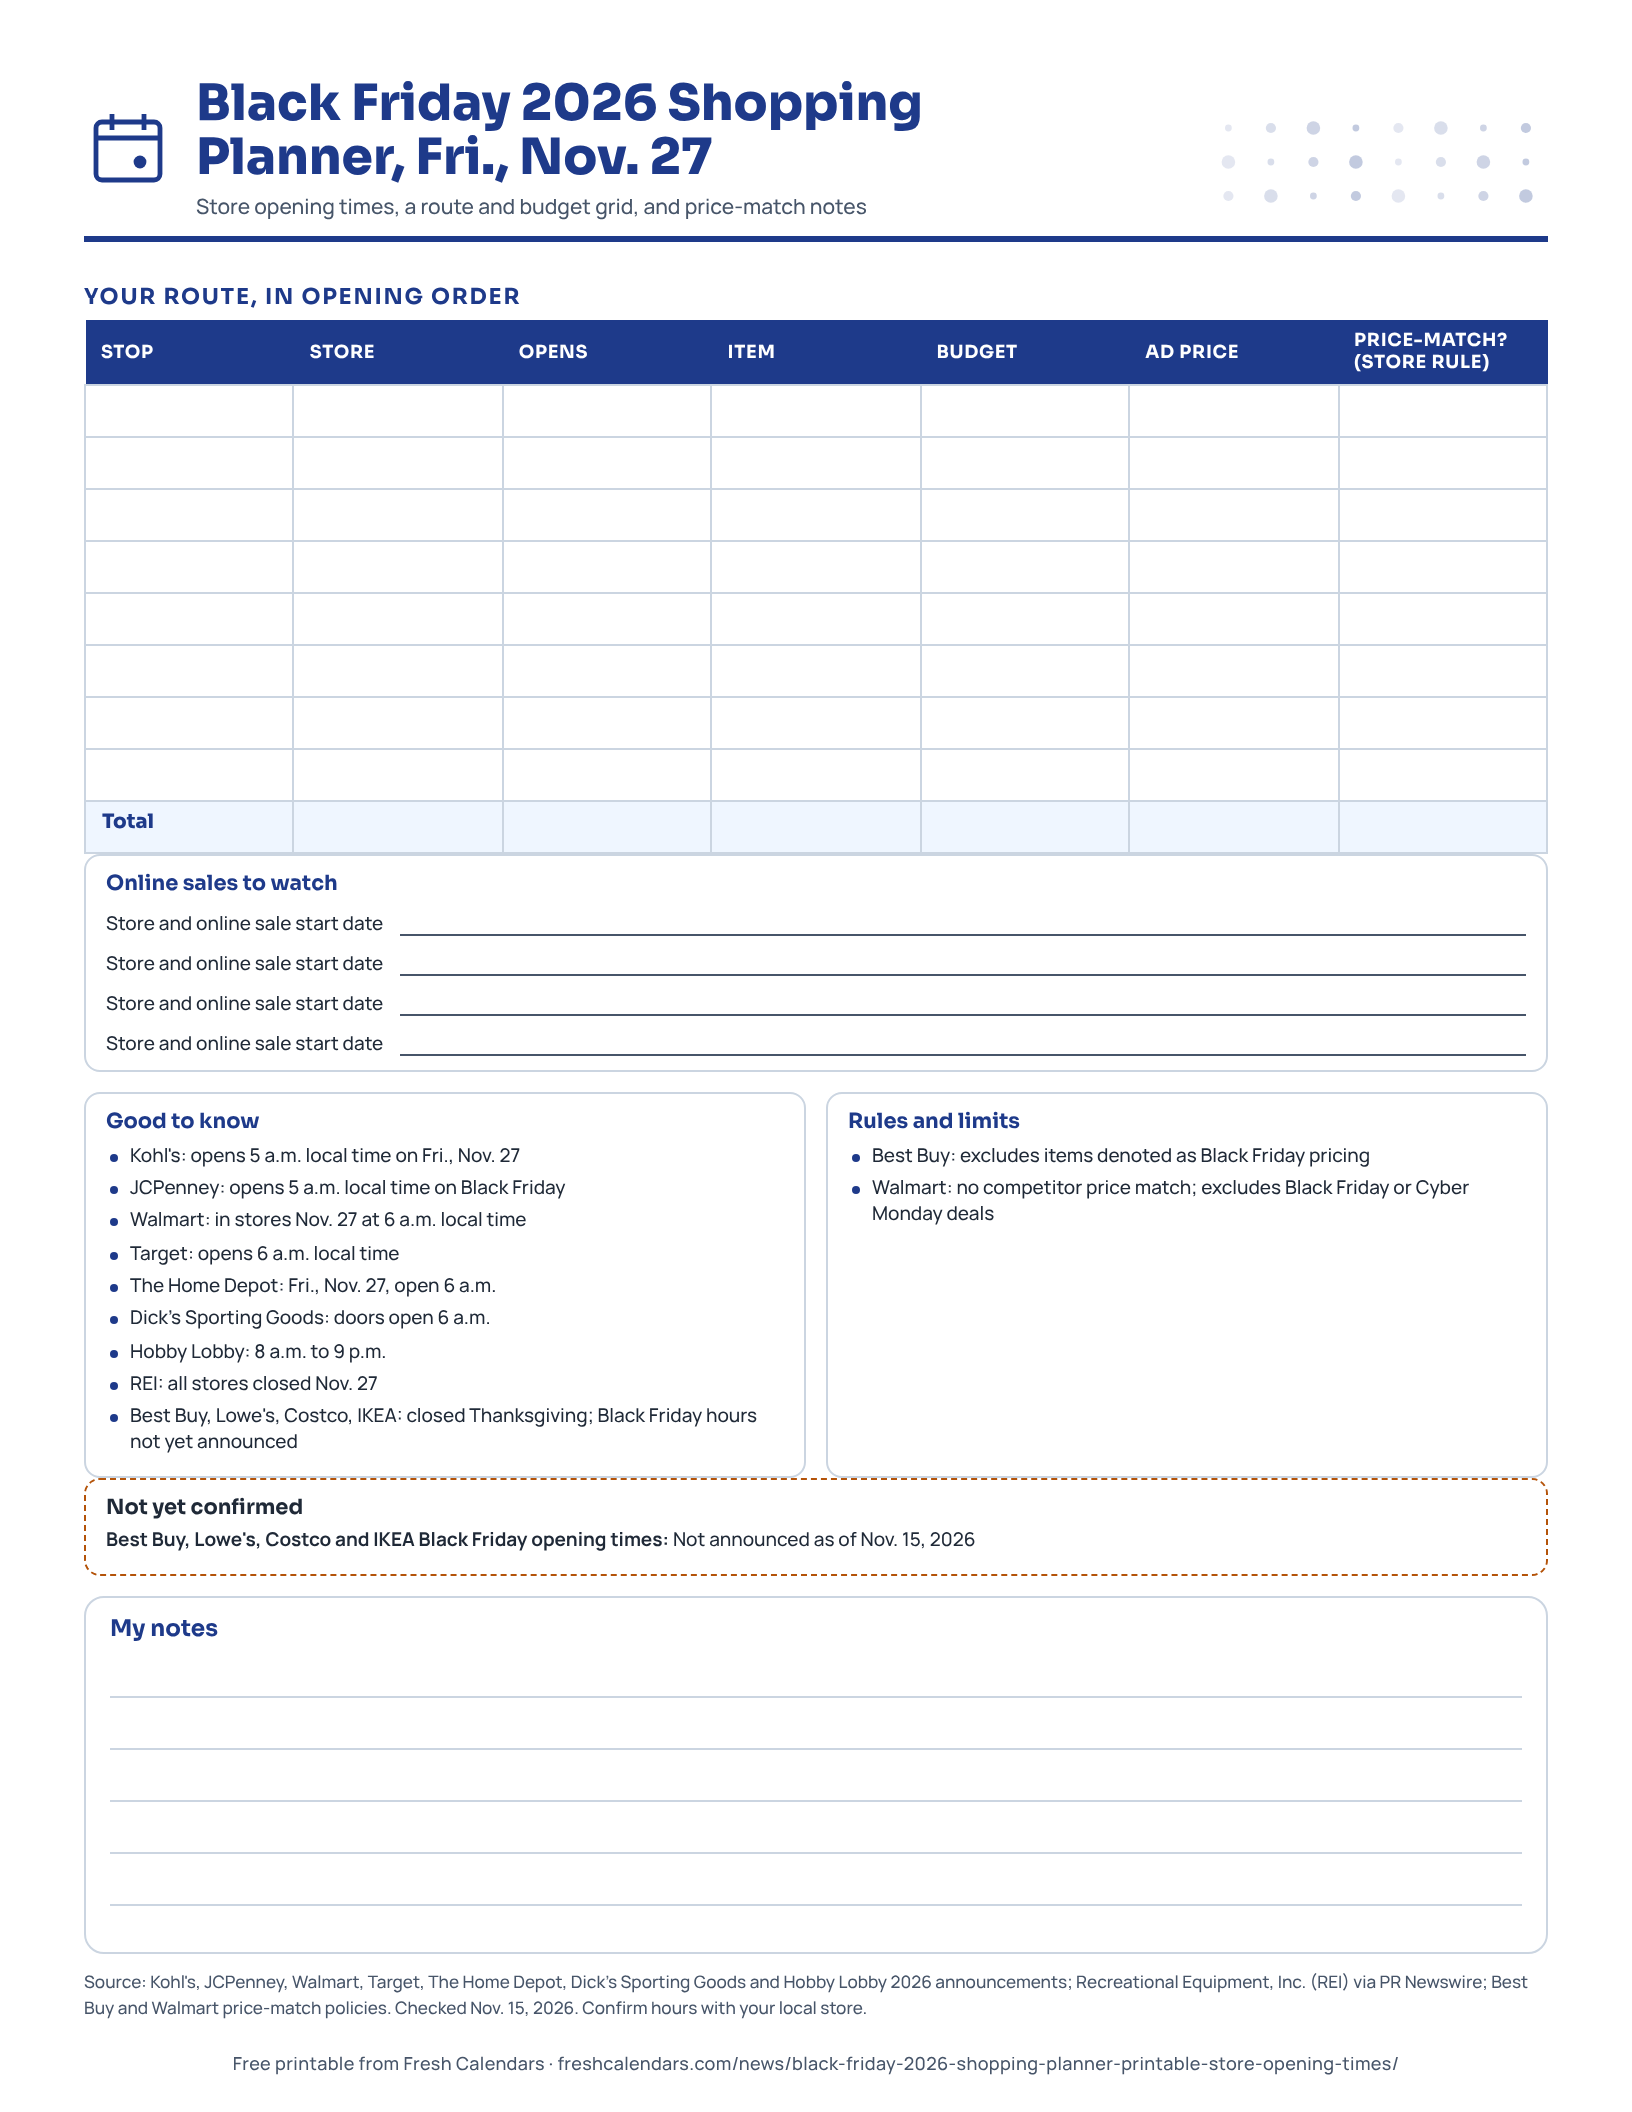 Black Friday 2026 Shopping
Planner, Fri., Nov. 27
Store opening times, a route and budget grid, and price-match notes
YOUR ROUTE, IN OPENING ORDER
STOP STORE OPENS ITEM BUDGET AD PRICE PRICE-MATCH? (STORE RULE)
Total
Online sales to watch
Store and online sale start date
Store and online sale start date
Store and online sale start date
Store and online sale start date
Good to know
Kohl's: opens 5 a.m. local time on Fri., Nov. 27
JCPenney: opens 5 a.m. local time on Black Friday
Walmart: in stores Nov. 27 at 6 a.m. local time
Target: opens 6 a.m. local time
The Home Depot: Fri., Nov. 27, open 6 a.m.
Dick's Sporting Goods: doors open 6 a.m.
Hobby Lobby: 8 a.m. to 9 p.m.
REI: all stores closed Nov. 27
Best Buy, Lowe's, Costco, IKEA: closed Thanksgiving; Black Friday hours
not yet announced
Rules and limits
Best Buy: excludes items denoted as Black Friday pricing
Walmart: no competitor price match; excludes Black Friday or Cyber
Monday deals
Not yet confirmed
Best Buy, Lowe's, Costco and IKEA Black Friday opening times: Not announced as of Nov. 15, 2026
My notes
Source: Kohl's, JCPenney, Walmart, Target, The Home Depot, Dick's Sporting Goods and Hobby Lobby 2026 announcements; Recreational Equipment, Inc. (REI) via PR Newswire; Best
Buy and Walmart price-match policies. Checked Nov. 15, 2026. Confirm hours with your local store.
Free printable from Fresh Calendars · freshcalendars.com/news/black-friday-2026-shopping-planner-printable-store-opening-times/